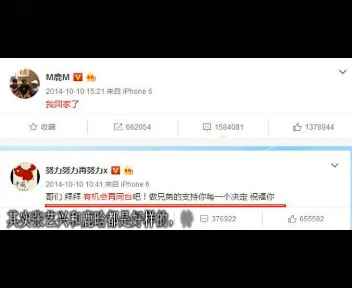 M鹿M
2014-10-10 15:21 来自 iPhone 6
我回家了
收藏 662054 1584081 1378944
努力努力再努力x
2014-10-10 10:41 来自 iPhone 6
哥们 拜拜 有机会再同台吧！做兄弟的支持你每一个决定 祝福你
其实张艺兴和鹿晗都是好样的，
376922 655592